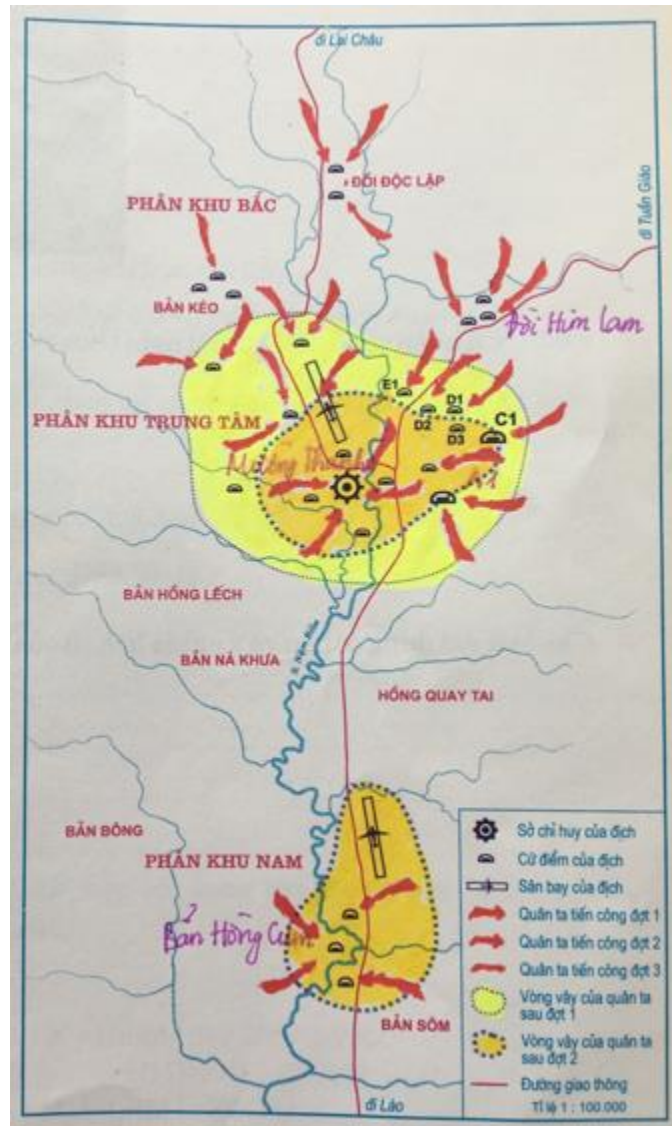 đi Lai Châu
ĐỒI ĐỘC LẬP
PHÂN KHU BẮC
đi Tuần Giáo
BẢN KÉO
Đồi Him Lam
E1
D1
PHÂN KHU TRUNG TÂM
D2
D3
C1
Mường Thanh
A1
BẢN HỒNG LẾCH
S. Nậm Rốm
BẢN NÀ KHƯA
HỒNG QUAY TAI
BẢN BÔNG
PHÂN KHU NAM
Bản Hồng Cúm
BẢN SÔM
đi Lào
Sở chỉ huy của địch
Cứ điểm của địch
Sân bay của địch
Quân ta tiến công đợt 1
Quân ta tiến công đợt 2
Quân ta tiến công đợt 3
Vòng vây của quân ta
sau đợt 1
Vòng vây của quân ta
sau đợt 2
Đường giao thông
Tỉ lệ 1 : 100.000